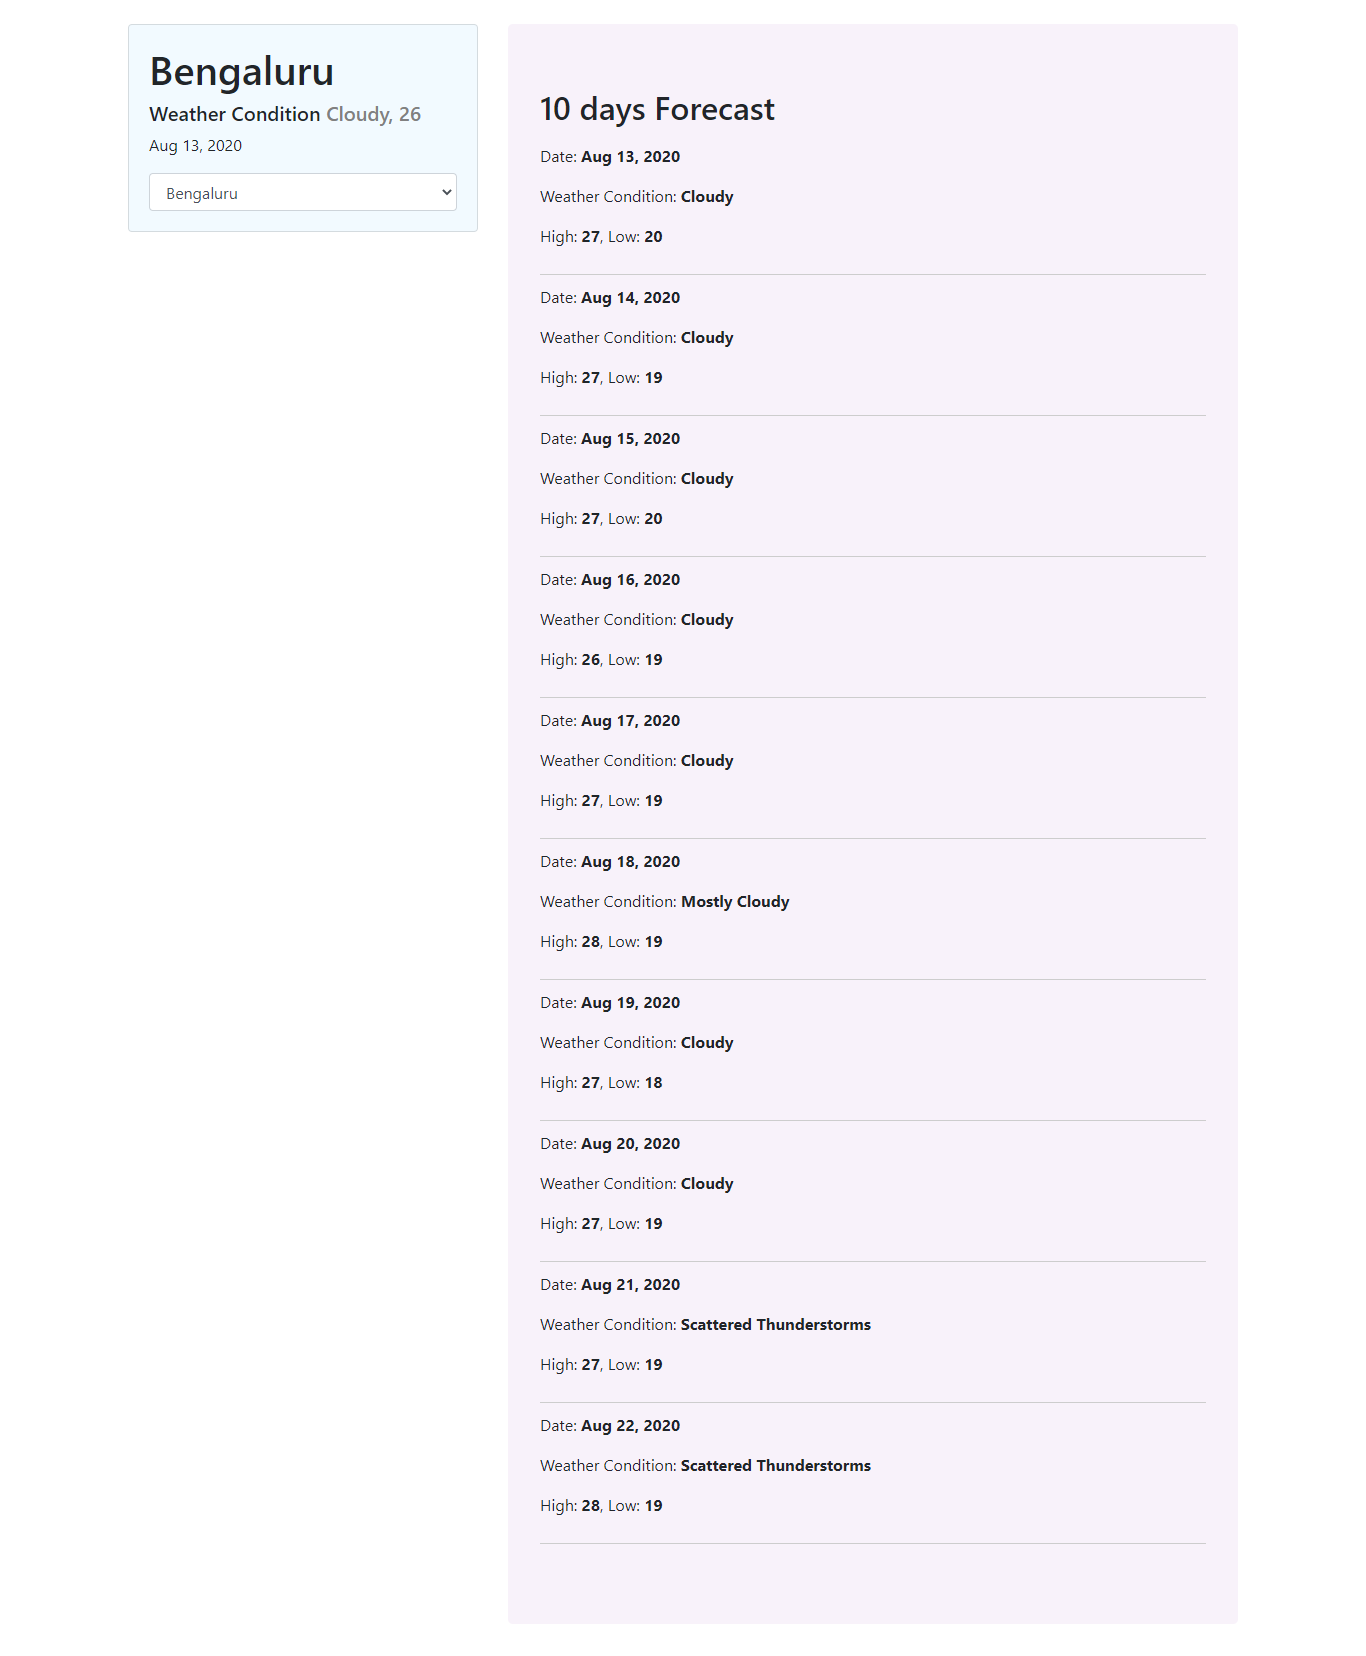 Bengaluru
Weather Condition Cloudy, 26
Aug 13, 2020
Bengaluru
10 days Forecast
Date: Aug 13, 2020
Weather Condition: Cloudy
High: 27, Low: 20
Date: Aug 14, 2020
Weather Condition: Cloudy
High: 27, Low: 19
Date: Aug 15, 2020
Weather Condition: Cloudy
High: 27, Low: 20
Date: Aug 16, 2020
Weather Condition: Cloudy
High: 26, Low: 19
Date: Aug 17, 2020
Weather Condition: Cloudy
High: 27, Low: 19
Date: Aug 18, 2020
Weather Condition: Mostly Cloudy
High: 28, Low: 19
Date: Aug 19, 2020
Weather Condition: Cloudy
High: 27, Low: 18
Date: Aug 20, 2020
Weather Condition: Cloudy
High: 27, Low: 19
Date: Aug 21, 2020
Weather Condition: Scattered Thunderstorms
High: 27, Low: 19
Date: Aug 22, 2020
Weather Condition: Scattered Thunderstorms
High: 28, Low: 19